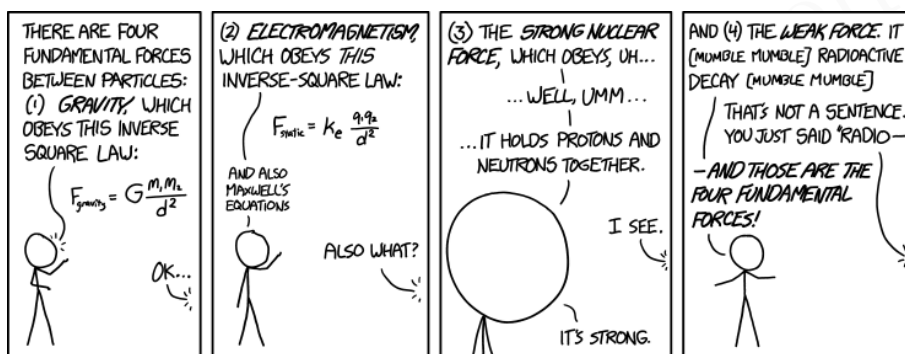 THERE ARE FOUR
FUNDAMENTAL FORCES
BETWEEN PARTICLES:
(1) GRAVITY, WHICH
OBEYS THIS INVERSE
SQUARE LAW:
F_gravity = G m₁m₂/d²
OK...
(2) ELECTROMAGNETISM,
WHICH OBEYS THIS
INVERSE-SQUARE LAW:
F_static = K_e q₁q₂/d²
AND ALSO
MAXWELL'S
EQUATIONS
ALSO WHAT?
(3) THE STRONG NUCLEAR
FORCE, WHICH OBEYS, UH...
...WELL, UMM...
...IT HOLDS PROTONS AND
NEUTRONS TOGETHER.
I SEE.
IT'S STRONG.
AND (4) THE WEAK FORCE. IT
[MUMBLE MUMBLE] RADIOACTIVE
DECAY [MUMBLE MUMBLE]
THAT'S NOT A SENTENCE.
YOU JUST SAID "RADIO—
—AND THOSE ARE THE
FOUR FUNDAMENTAL
FORCES!